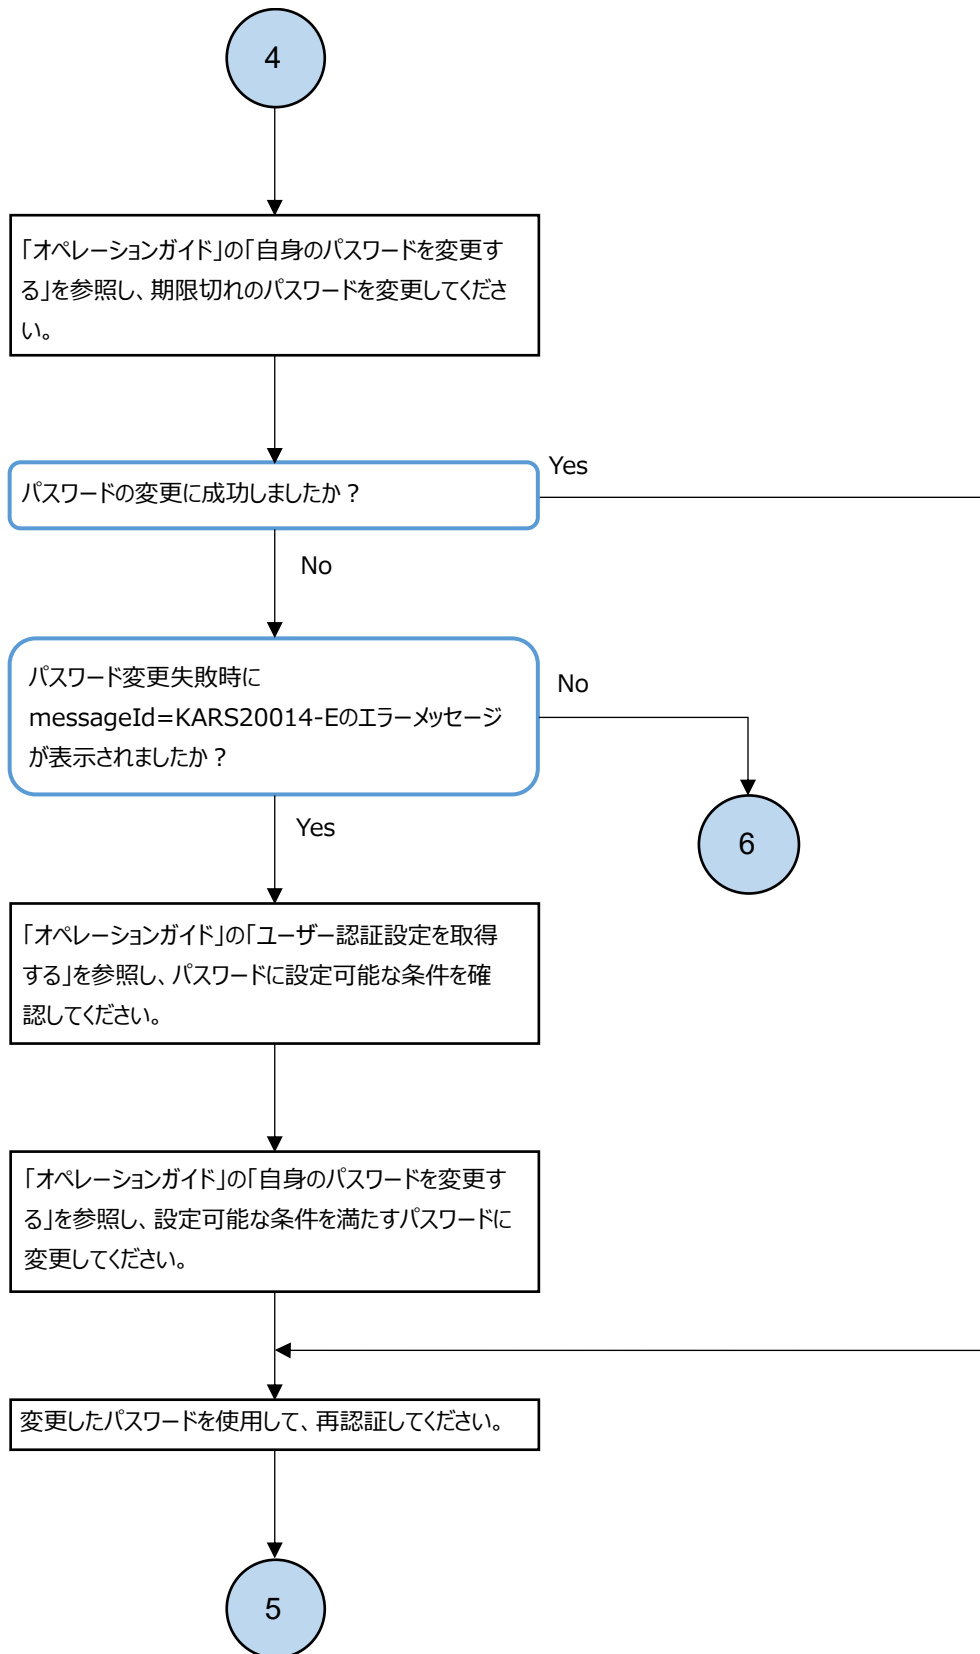 4
「オペレーションガイド」の「自身のパスワードを変更す
る」を参照し、期限切れのパスワードを変更してくださ
い。
Yes
パスワードの変更に成功しましたか？
No
パスワード変更失敗時に
messageId=KARS20014-Eのエラーメッセージ
が表示されましたか？
No
Yes
6
「オペレーションガイド」の「ユーザー認証設定を取得
する」を参照し、パスワードに設定可能な条件を確
認してください。
「オペレーションガイド」の「自身のパスワードを変更す
る」を参照し、設定可能な条件を満たすパスワードに
変更してください。
変更したパスワードを使用して、再認証してください。
5